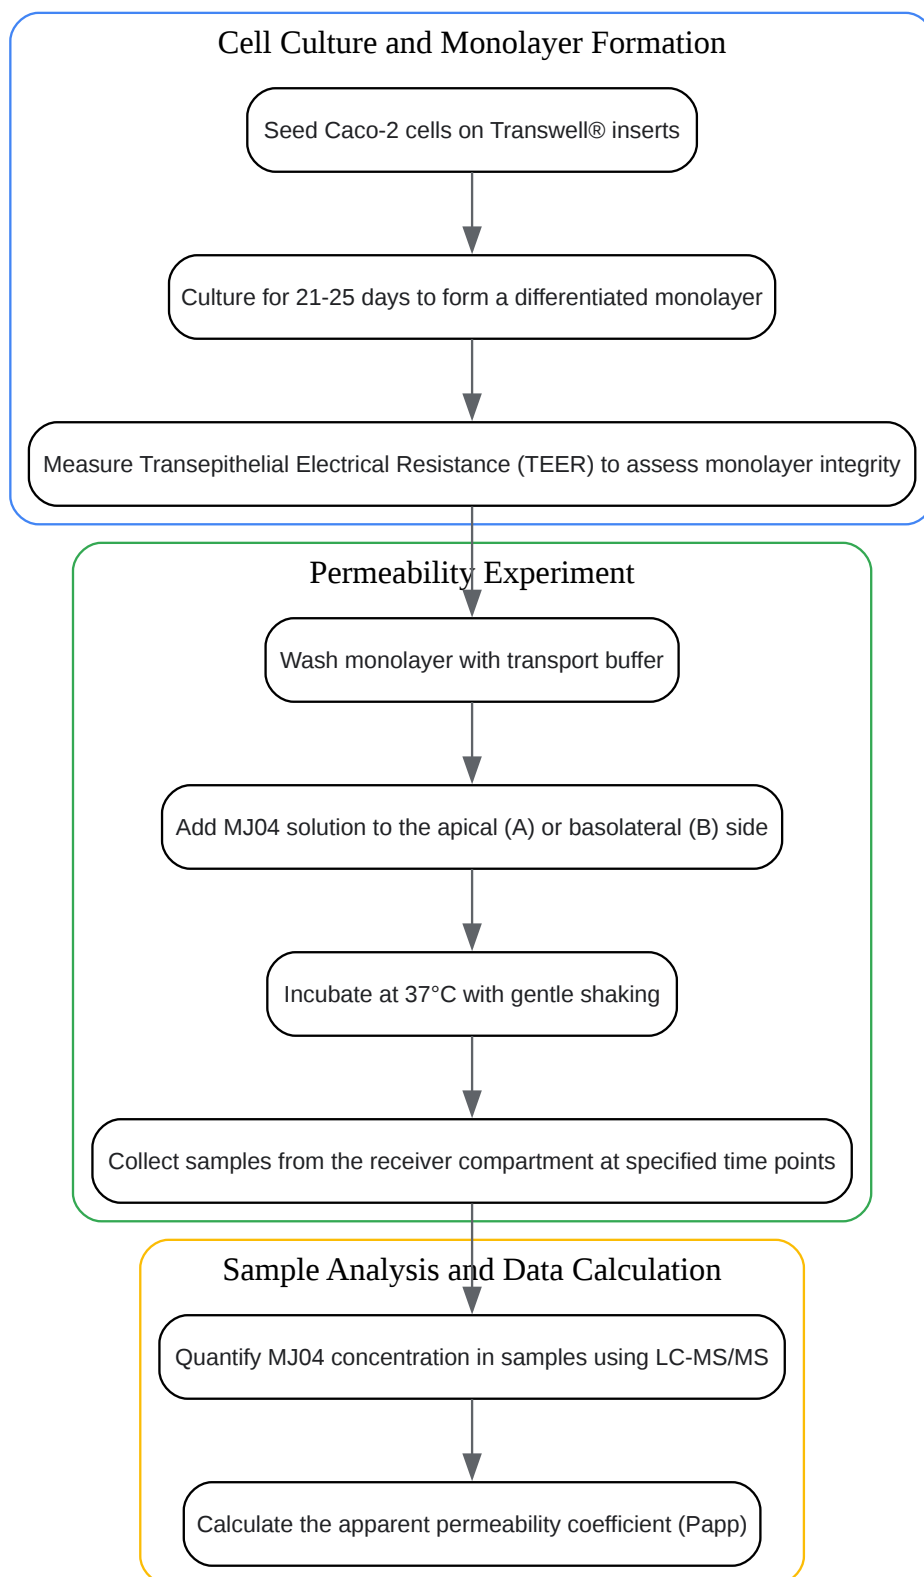 Cell Culture and Monolayer Formation
Seed Caco-2 cells on Transwell® inserts
Culture for 21-25 days to form a differentiated monolayer
Measure Transepithelial Electrical Resistance (TEER) to assess monolayer integrity
Permeability Experiment
Wash monolayer with transport buffer
Add MJ04 solution to the apical (A) or basolateral (B) side
Incubate at 37°C with gentle shaking
Collect samples from the receiver compartment at specified time points
Sample Analysis and Data Calculation
Quantify MJ04 concentration in samples using LC-MS/MS
Calculate the apparent permeability coefficient (Papp)